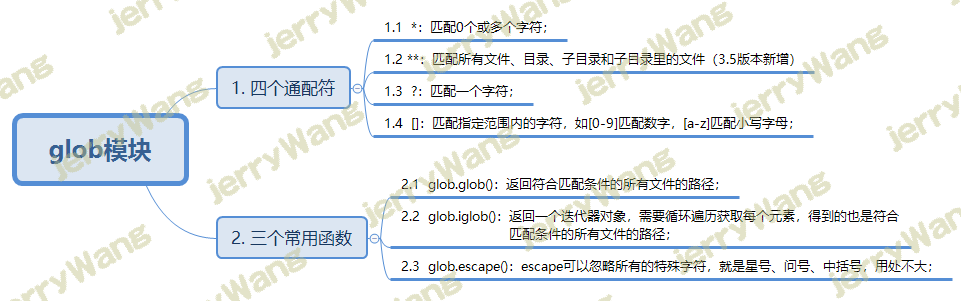 glob模块
1. 四个通配符
1.1 *：匹配0个或多个字符；
1.2 **：匹配所有文件、目录、子目录和子目录里的文件（3.5版本新增）
1.3 ?：匹配一个字符；
1.4 []：匹配指定范围内的字符，如[0-9]匹配数字，[a-z]匹配小写字母；
2. 三个常用函数
2.1 glob.glob()：返回符合匹配条件的所有文件的路径；
2.2 glob.iglob()：返回一个迭代器对象，需要循环遍历获取每个元素，得到的也是符合
匹配条件的所有文件的路径；
2.3 glob.escape()：escape可以忽略所有的特殊字符，就是星号、问号、中括号，用处不大；
jerryWang
jerryWang
jerryWang
jerryWang
jerryWang
jerryWang
jerryWang
jerryWang
jerryWang
jerryWang
jerryWang
jerryWang